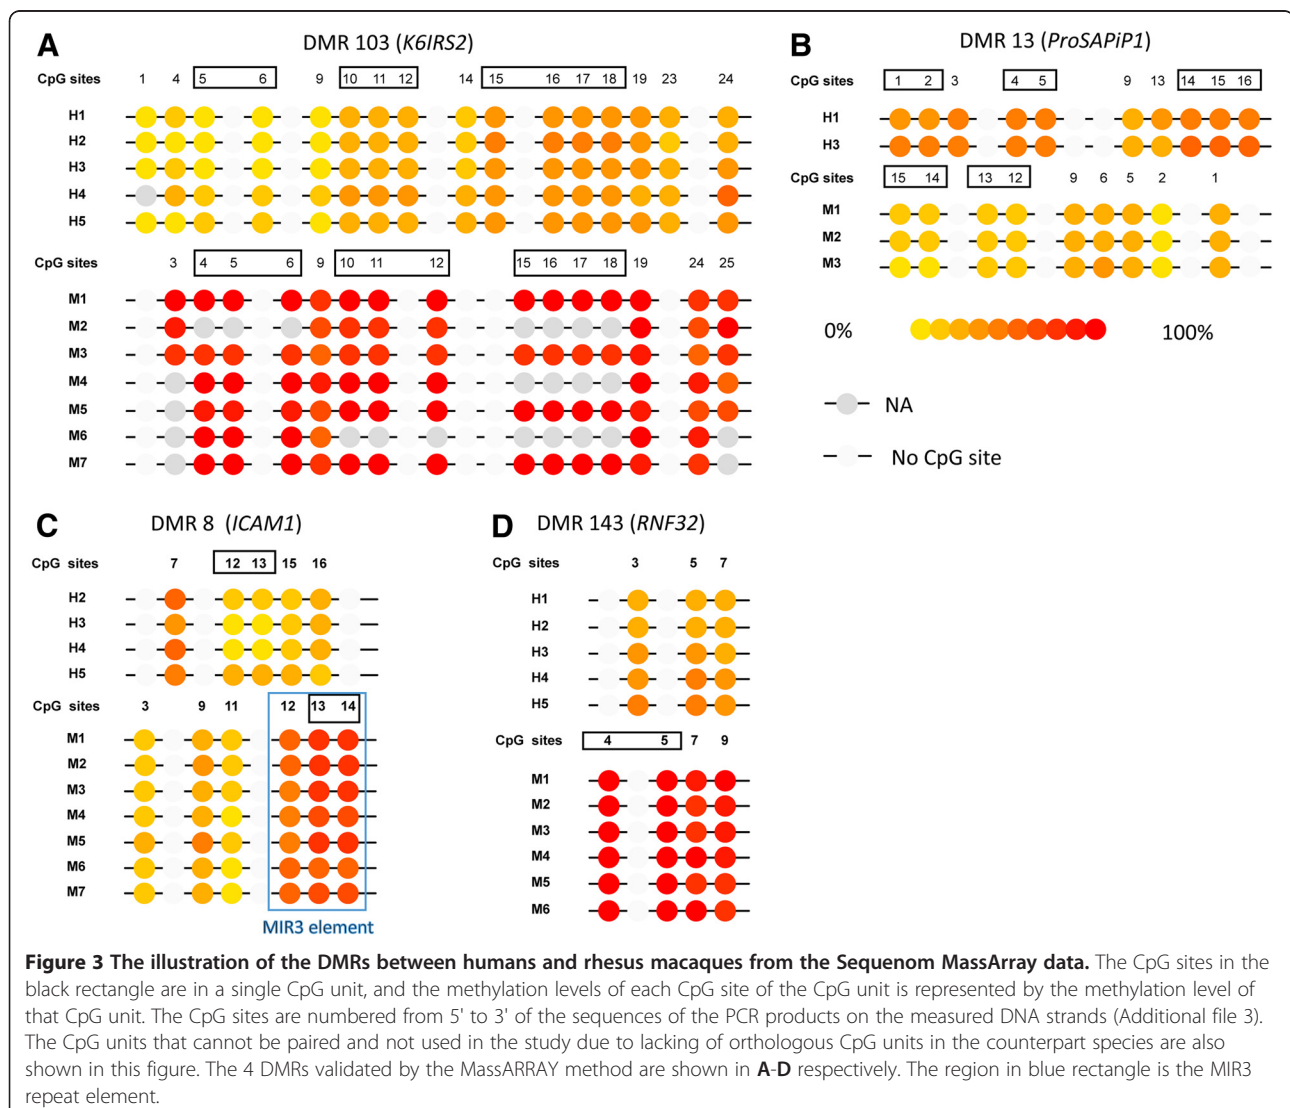 A
DMR 103 (K6IRS2)
CpG sites 1 4 5 6 9 10 11 12 14 15 16 17 18 19 23 24
H1
H2
H3
H4
H5
CpG sites 3 4 5 6 9 10 11 12 15 16 17 18 19 24 25
M1
M2
M3
M4
M5
M6
M7
B
DMR 13 (ProSAPiP1)
CpG sites 1 2 3 4 5 9 13 14 15 16
H1
H3
CpG sites 15 14 13 12 9 6 5 2 1
M1
M2
M3
0% 100%
NA
No CpG site
C
DMR 8 (ICAM1)
CpG sites 7 12 13 15 16
H2
H3
H4
H5
CpG sites 3 9 11 12 13 14
M1
M2
M3
M4
M5
M6
M7
MIR3 element
D
DMR 143 (RNF32)
CpG sites 3 5 7
H1
H2
H3
H4
H5
CpG sites 4 5 7 9
M1
M2
M3
M4
M5
M6
Figure 3 The illustration of the DMRs between humans and rhesus macaques from the Sequenom MassArray data. The CpG sites in the
black rectangle are in a single CpG unit, and the methylation levels of each CpG site of the CpG unit is represented by the methylation level of
that CpG unit. The CpG sites are numbered from 5' to 3' of the sequences of the PCR products on the measured DNA strands (Additional file 3).
The CpG units that cannot be paired and not used in the study due to lacking of orthologous CpG units in the counterpart species are also
shown in this figure. The 4 DMRs validated by the MassARRAY method are shown in A-D respectively. The region in blue rectangle is the MIR3
repeat element.